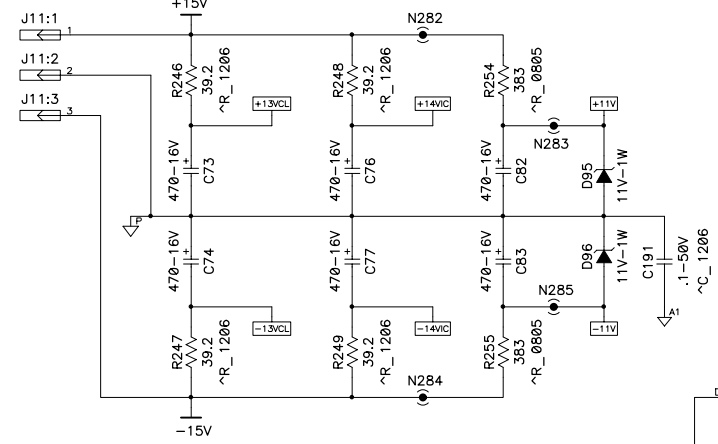 +15V
J11:1
1
N282
J11:2
2
J11:3
3
R246
39.2
^R_1206
R248
39.2
^R_1206
R254
383
^R_0805
+13VCL
+14VIC
+11V
N283
470-16V
+
C73
470-16V
+
C76
470-16V
+
C82
D95
11V-1W
P
470-16V
+
C74
470-16V
+
C77
470-16V
+
C83
D96
11V-1W
C191
.1-50V
^C_1206
A1
N285
-13VCL
-14VIC
-11V
R247
39.2
^R_1206
R249
39.2
^R_1206
R255
383
^R_0805
N284
-15V